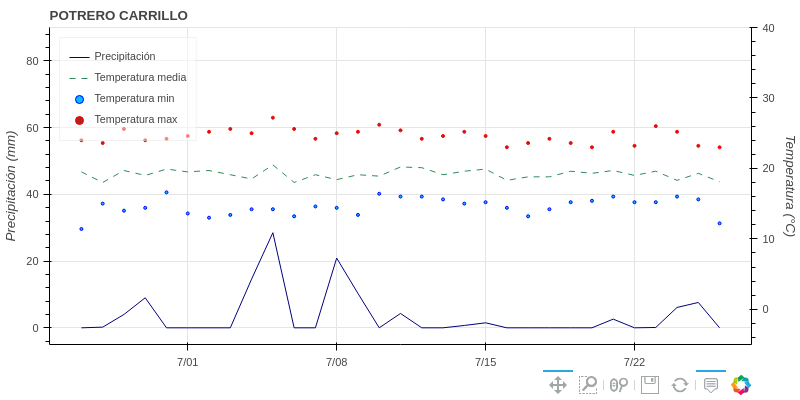 POTRERO CARRILLO
Precipitación
Temperatura media
Temperatura min
Temperatura max
Precipitación (mm)
80
60
40
20
0
40
30
20
10
0
Temperatura (°C)
7/01
7/08
7/15
7/22